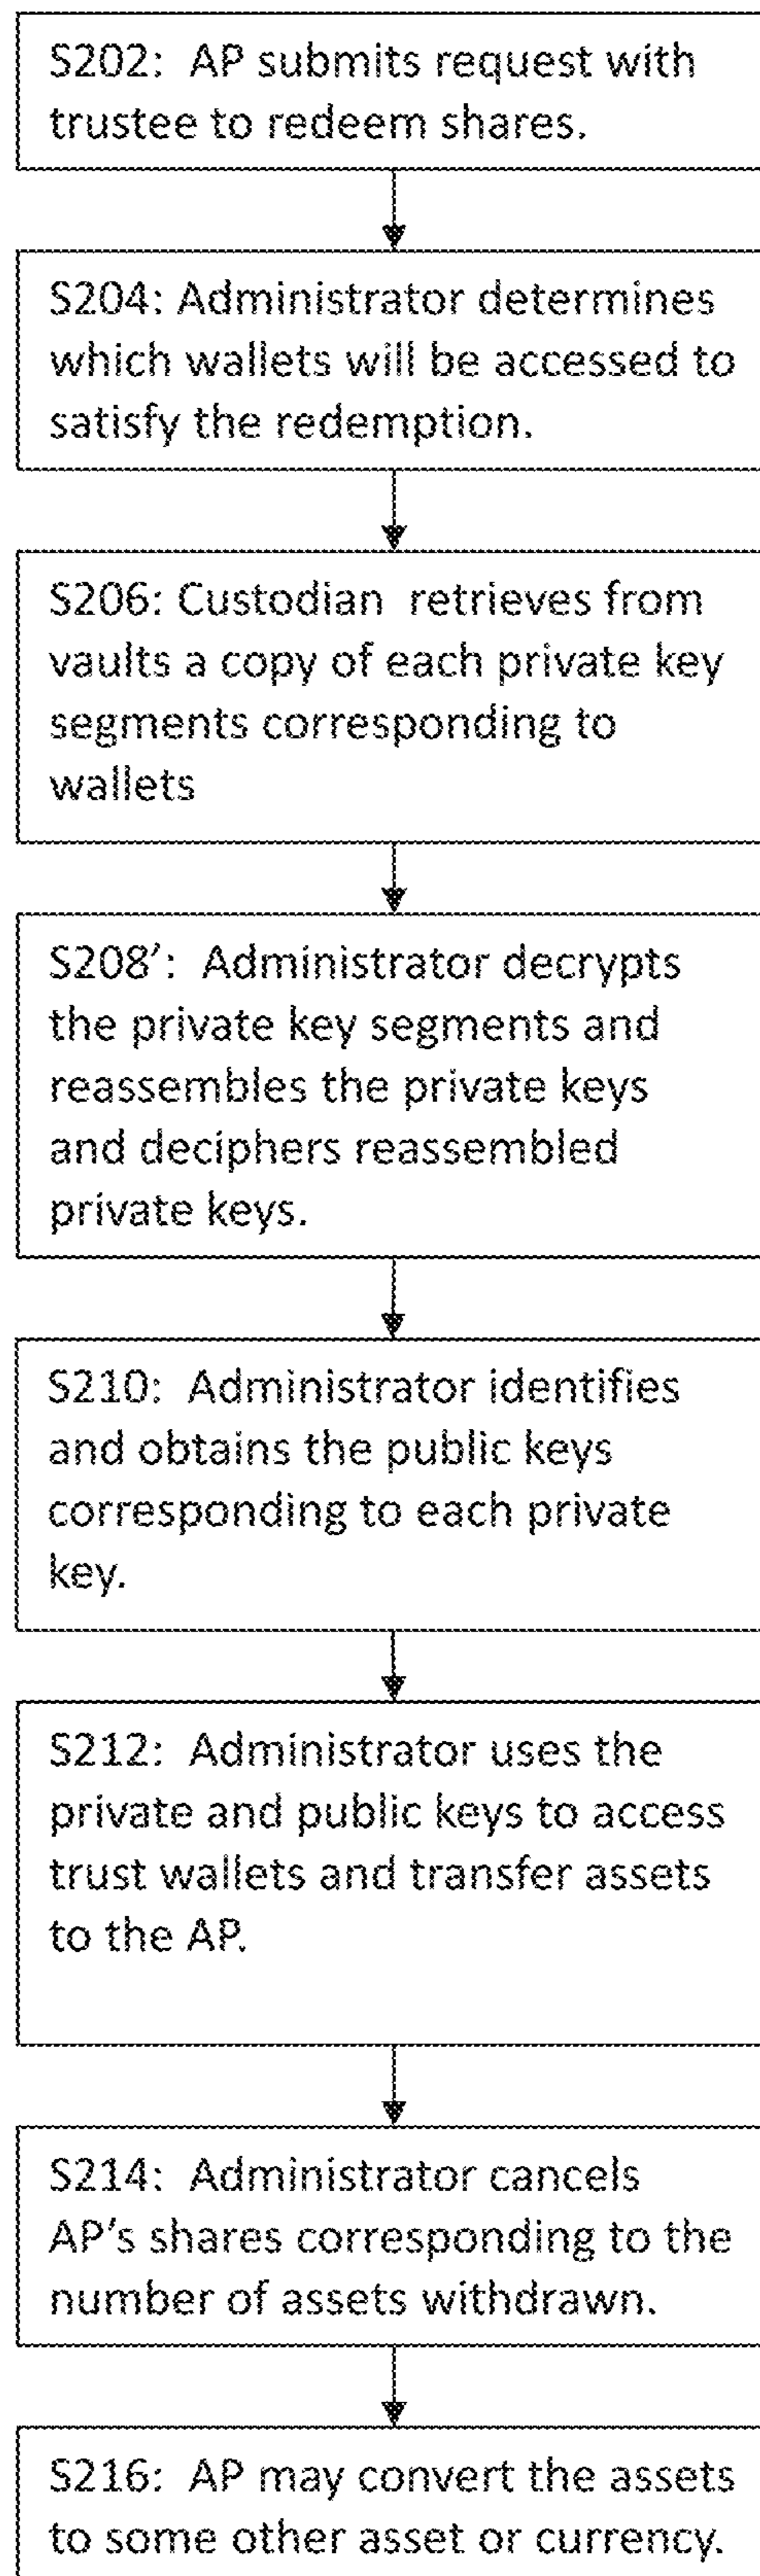 S202: AP submits request with
trustee to redeem shares.
S204: Administrator determines
which wallets will be accessed to
satisfy the redemption.
S206: Custodian retrieves from
vaults a copy of each private key
segments corresponding to
wallets
S208': Administrator decrypts
the private key segments and
reassembles the private keys
and deciphers reassembled
private keys.
S210: Administrator identifies
and obtains the public keys
corresponding to each private
key.
S212: Administrator uses the
private and public keys to access
trust wallets and transfer assets
to the AP.
S214: Administrator cancels
AP's shares corresponding to the
number of assets withdrawn.
S216: AP may convert the assets
to some other asset or currency.